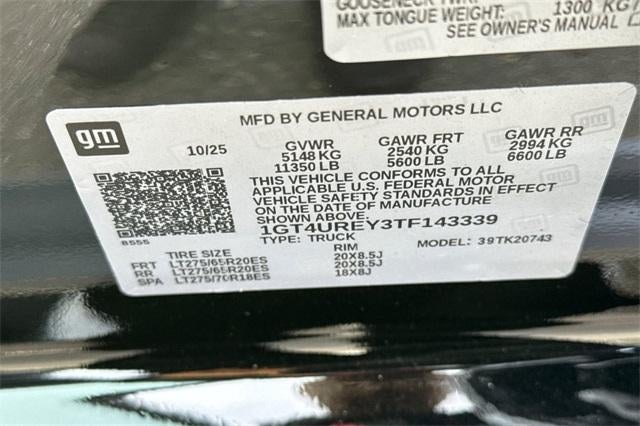 MAX TONGUE WEIGHT: 1300 KG
SEE OWNER'S MANUAL
gm
MFD BY GENERAL MOTORS LLC
10/25 GVWR GAWR FRT GAWR RR
5148 KG 2540 KG 2994 KG
11350 LB 5600 LB 6600 LB
THIS VEHICLE CONFORMS TO ALL
APPLICABLE U.S. FEDERAL MOTOR
VEHICLE SAFETY STANDARDS IN EFFECT
ON THE DATE OF MANUFACTURE
SHOWN ABOVE.
1GT4UREY3TF143339
8555 TYPE: TRUCK MODEL: 39TK20743
TIRE SIZE RIM
FRT LT275/65R20ES 20X8.5J
RR LT275/65R20ES 20X8.5J
SPA LT275/70R18ES 18X8J